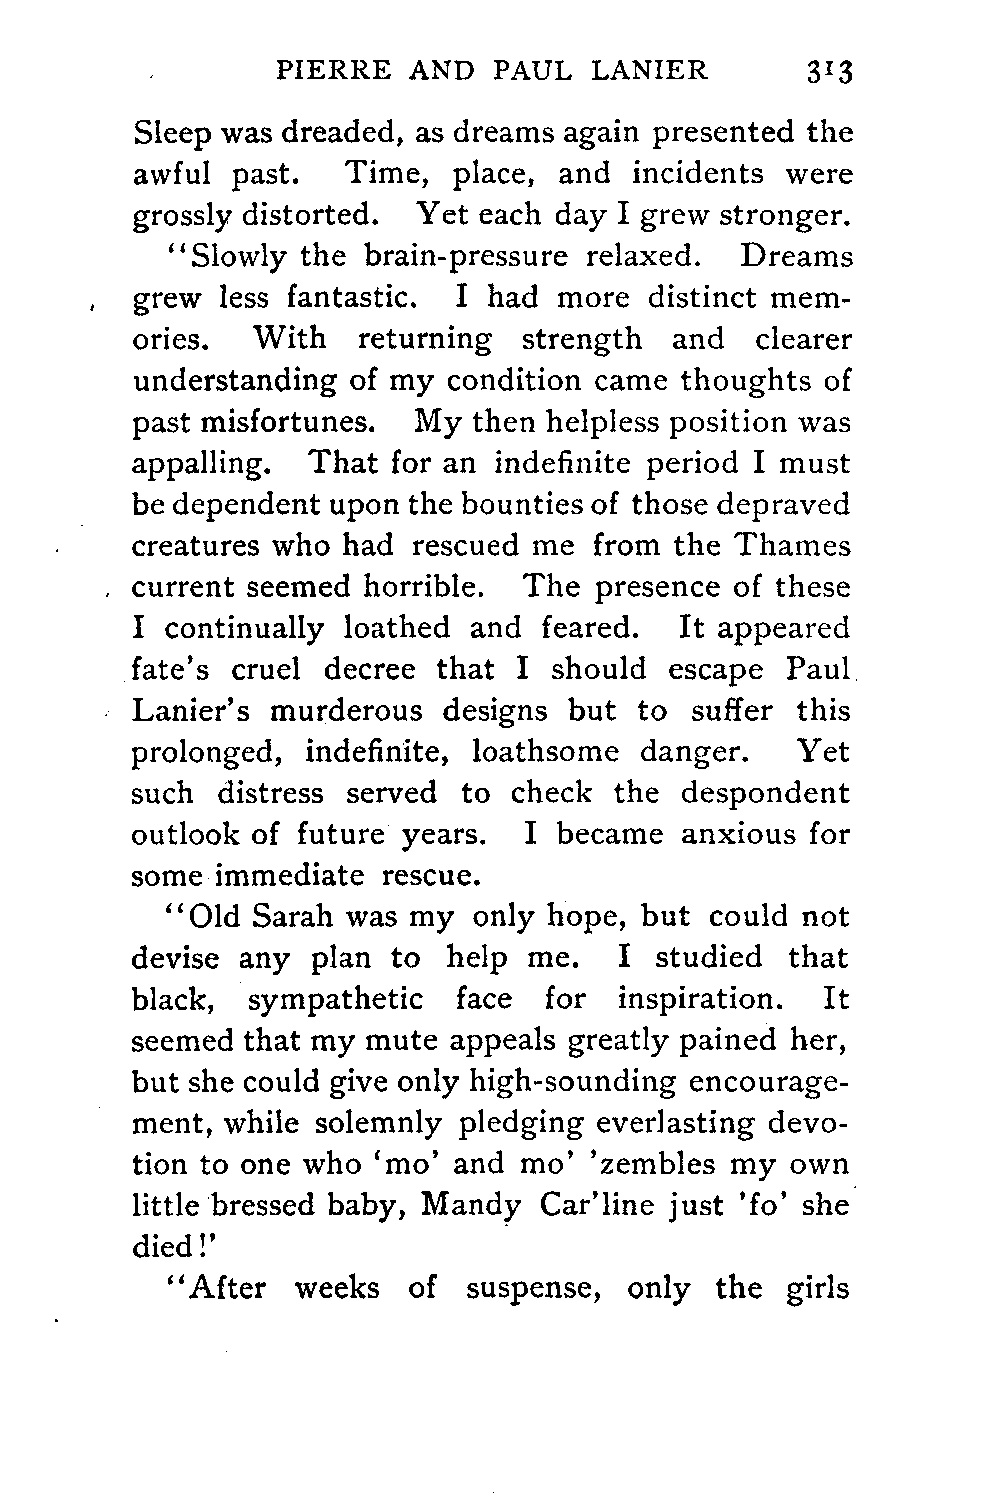 PIERRE AND PAUL LANIER 313
Sleep was dreaded, as dreams again presented the
awful past. Time, place, and incidents were
grossly distorted. Yet each day I grew stronger.
“Slowly the brain-pressure relaxed. Dreams
grew less fantastic. I had more distinct mem-
ories. With returning strength and clearer
understanding of my condition came thoughts of
past misfortunes. My then helpless position was
appalling. That for an indefinite period I must
be dependent upon the bounties of those depraved
creatures who had rescued me from the Thames
current seemed horrible. The presence of these
I continually loathed and feared. It appeared
fate's cruel decree that I should escape Paul
Lanier's murderous designs but to suffer this
prolonged, indefinite, loathsome danger. Yet
such distress served to check the despondent
outlook of future years. I became anxious for
some immediate rescue.
“Old Sarah was my only hope, but could not
devise any plan to help me. I studied that
black, sympathetic face for inspiration. It
seemed that my mute appeals greatly pained her,
but she could give only high-sounding encourage-
ment, while solemnly pledging everlasting devo-
tion to one who ‘mo’ and mo’ ’zembles my own
little bressed baby, Mandy Car’line just ’fo’ she
died!’
“After weeks of suspense, only the girls